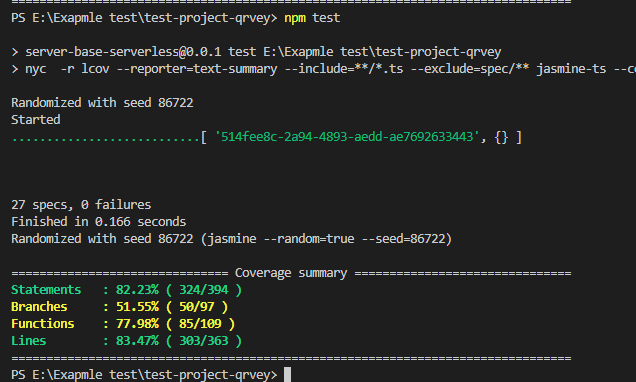 ===============================================================================
PS E:\Exapmle test\test-project-qrvey> npm test
> server-base-serverless@0.0.1 test E:\Exapmle test\test-project-qrvey
> nyc  -r lcov --reporter=text-summary --include=**/*.ts --exclude=spec/** jasmine-ts --co
Randomized with seed 86722
Started
...........................[ '514fee8c-2a94-4893-aedd-ae7692633443', {} ]
27 specs, 0 failures
Finished in 0.166 seconds
Randomized with seed 86722 (jasmine --random=true --seed=86722)
=============================== Coverage summary ===============================
Statements   : 82.23% ( 324/394 )
Branches     : 51.55% ( 50/97 )
Functions    : 77.98% ( 85/109 )
Lines        : 83.47% ( 303/363 )
================================================================================
PS E:\Exapmle test\test-project-qrvey>